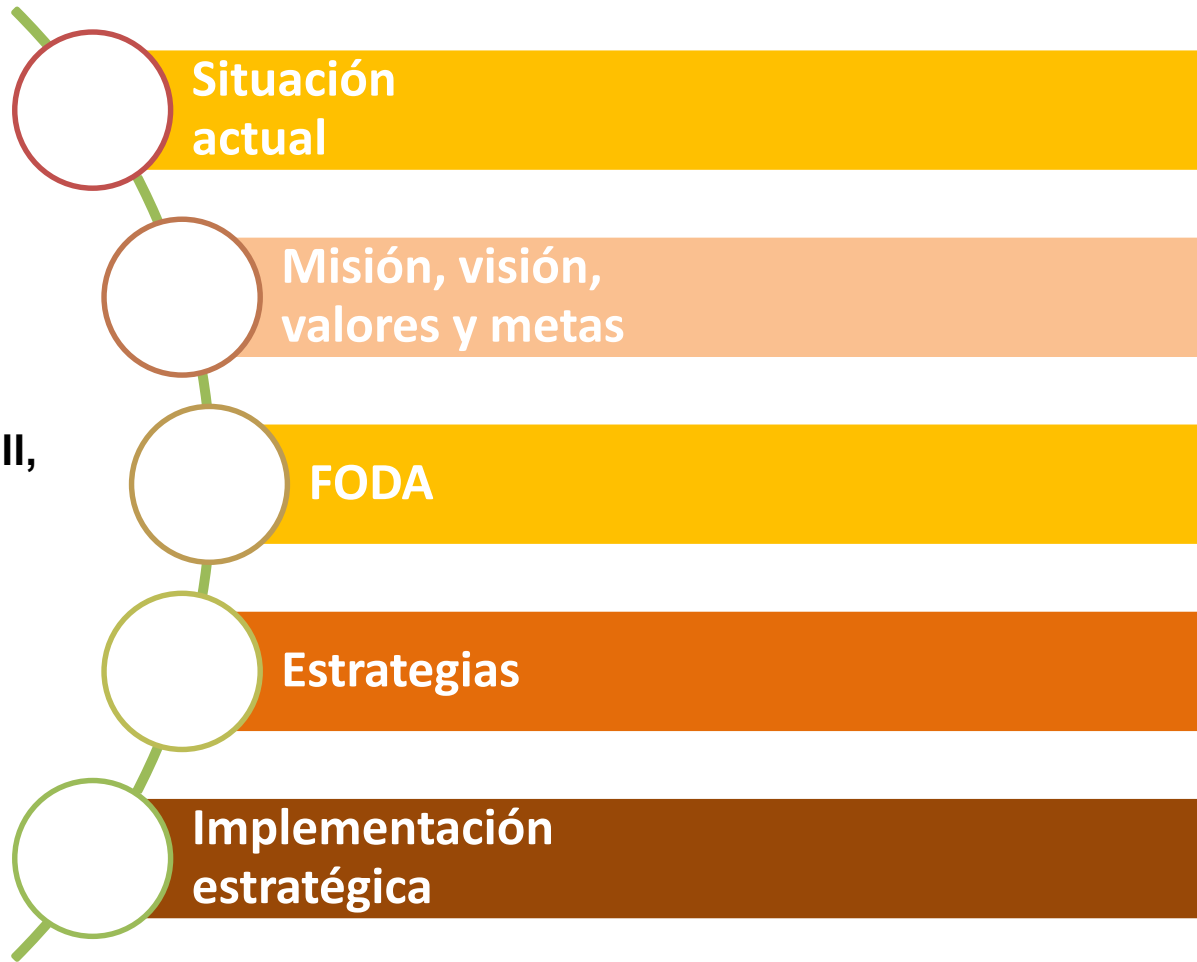 Situación
actual
Misión, visión,
valores y metas
II,
FODA
Estrategias
Implementación
estratégica